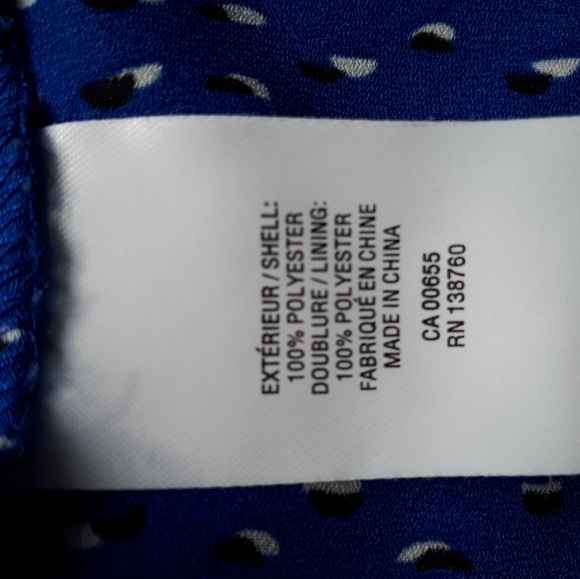 EXTÉRIEUR / SHELL:
100% POLYESTER
DOUBLURE / LINING:
100% POLYESTER
FABRIQUÉ EN CHINE
MADE IN CHINA
CA 00655
RN 138760